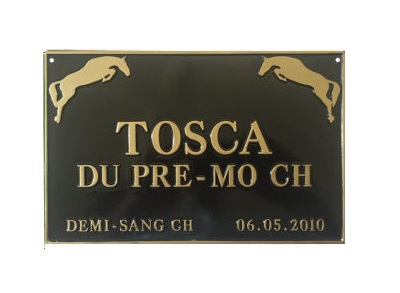 TOSCA
DU PRE-MO CH
DEMI-SANG CH 06.05.2010